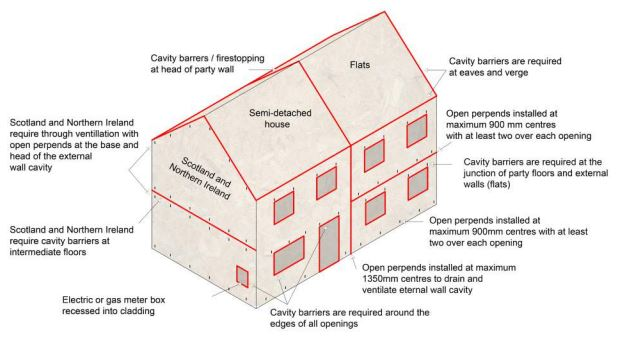 Cavity barrers / firestopping
at head of party wall
Flats
Cavity barriers are required
at eaves and verge
Semi-detached
house
Scotland and Northern Ireland
require through ventillation with
open perpends at the base and
head of the external
wall cavity
Scotland and
Northern Ireland
Open perpends installed at
maximum 900 mm centres
with at least two over each opening
Cavity barriers are required at the
junction of party floors and external
walls (flats)
Scotland and Northern Ireland
require cavity barriers at
intermediate floors
Open perpends installed at
maximum 900mm centres with at least
two over each opening
Open perpends installed at maximum
1350mm centres to drain and
ventilate eternal wall cavity
Electric or gas meter box
recessed into cladding
Cavity barriers are required around the
edges of all openings